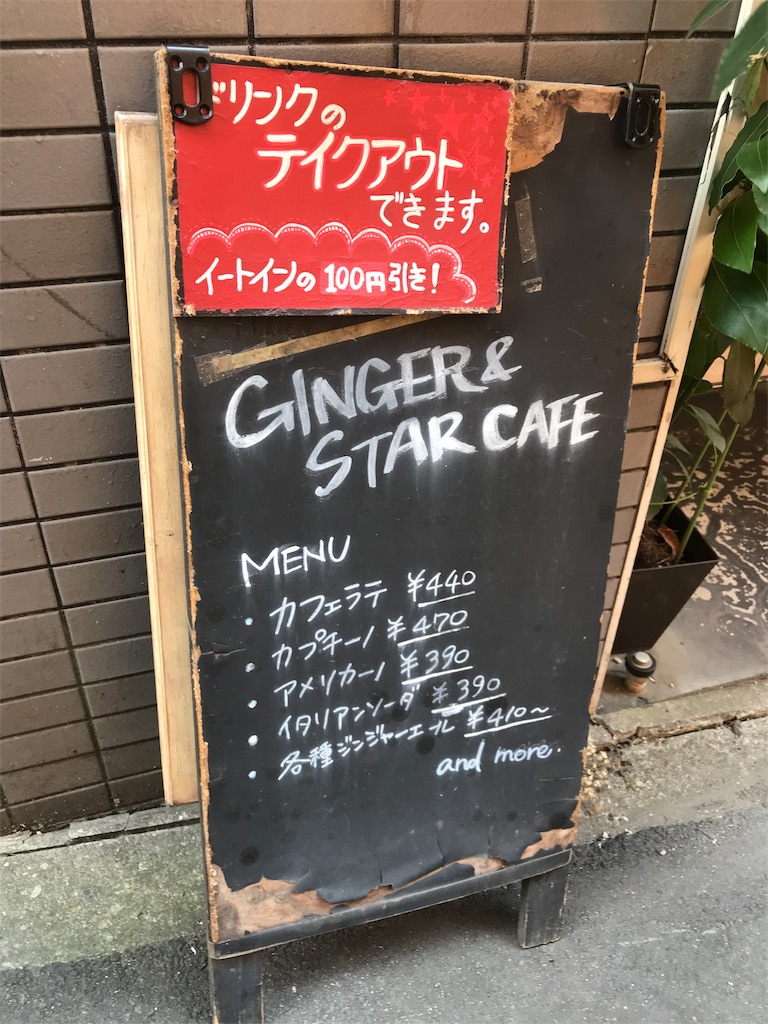 ドリンクの
テイクアウト
できます。
イートインの100円引き!
GINGER &
STAR CAFE
MENU
・カフェラテ ¥440
・カプチーノ ¥470
・アメリカーノ ¥390
・イタリアンソーダ ¥390
・各種ジンジャーエール ¥410~
and more.